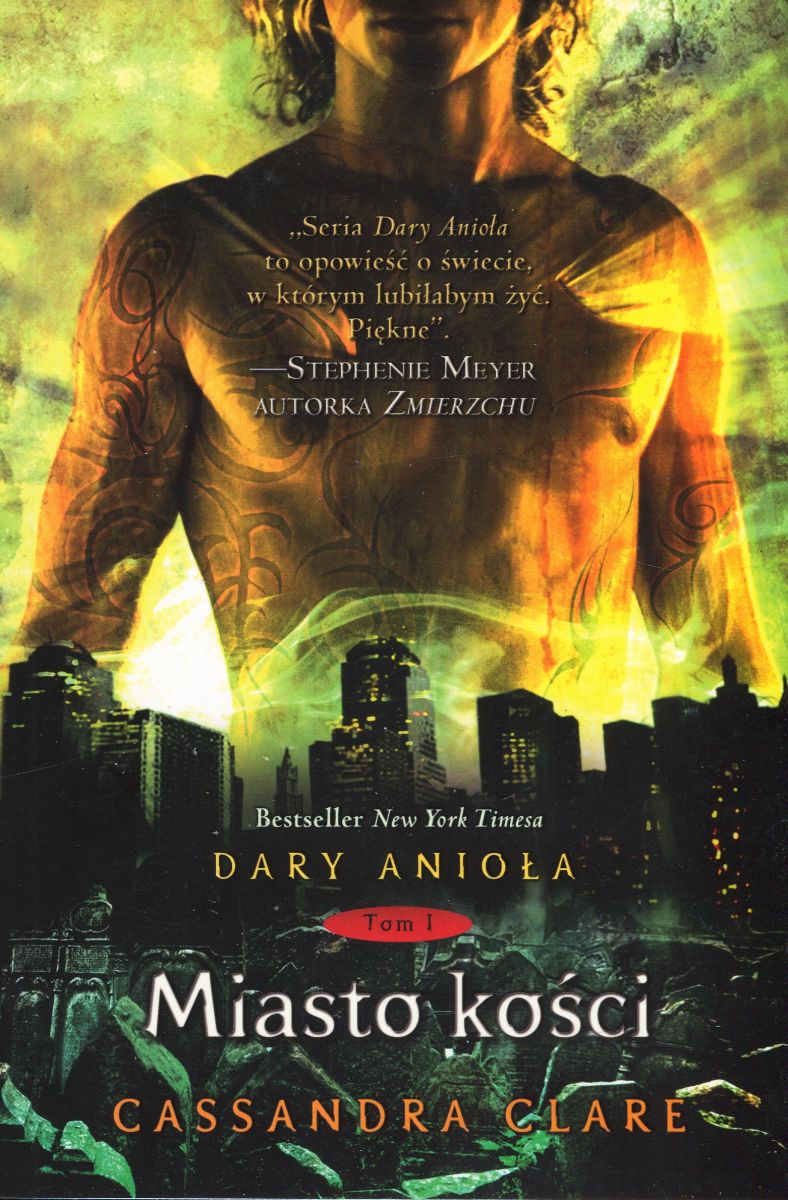 „Seria Dary Anioła
to opowieść o świecie,
w którym lubiłabym żyć.
Piękne”.
—STEPHENIE MEYER
AUTORKA ZMIERZCHU
Bestseller New York Timesa
DARY ANIOŁA
Tom I
Miasto kości
CASSANDRA CLARE